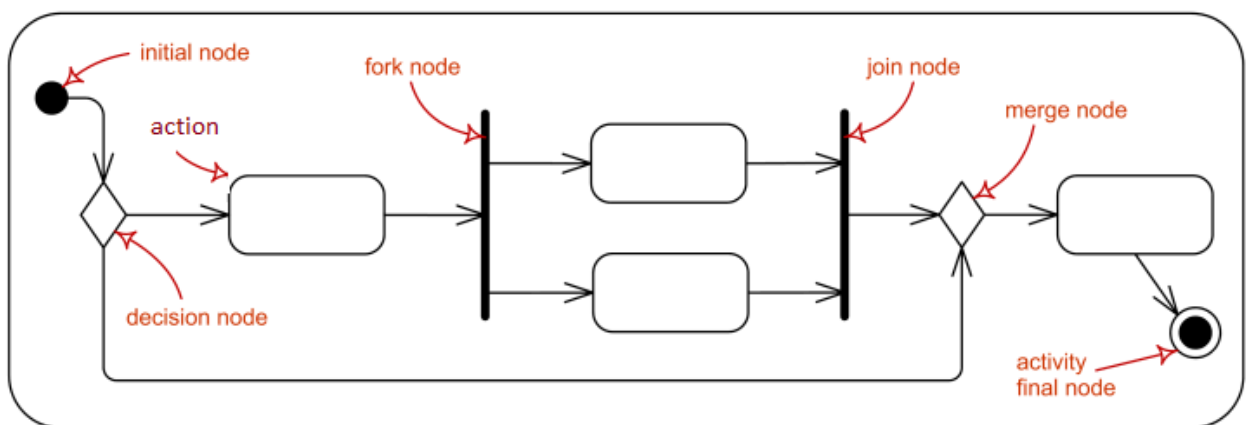 initial node
fork node
join node
merge node
action
decision node
activity
final node